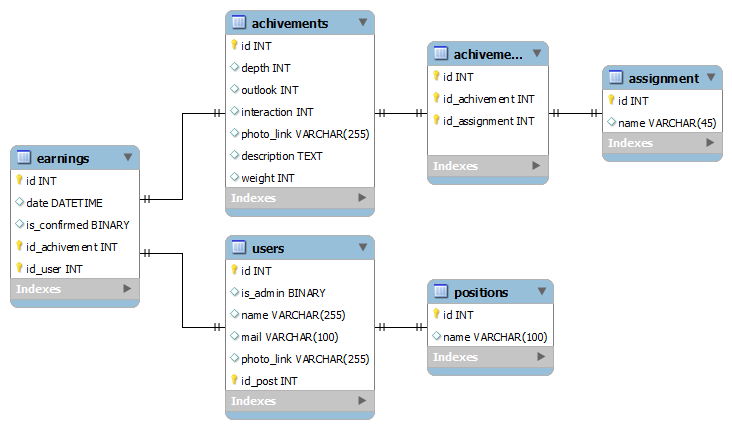 achivements
id INT
depth INT
outlook INT
interaction INT
photo_link VARCHAR(255)
description TEXT
weight INT
Indexes
achiveme...
id INT
id_achivement INT
id_assignment INT
Indexes
assignment
id INT
name VARCHAR(45)
Indexes
earnings
id INT
date DATETIME
is_confirmed BINARY
id_achivement INT
id_user INT
Indexes
users
id INT
is_admin BINARY
name VARCHAR(255)
mail VARCHAR(100)
photo_link VARCHAR(255)
id_post INT
Indexes
positions
id INT
name VARCHAR(100)
Indexes